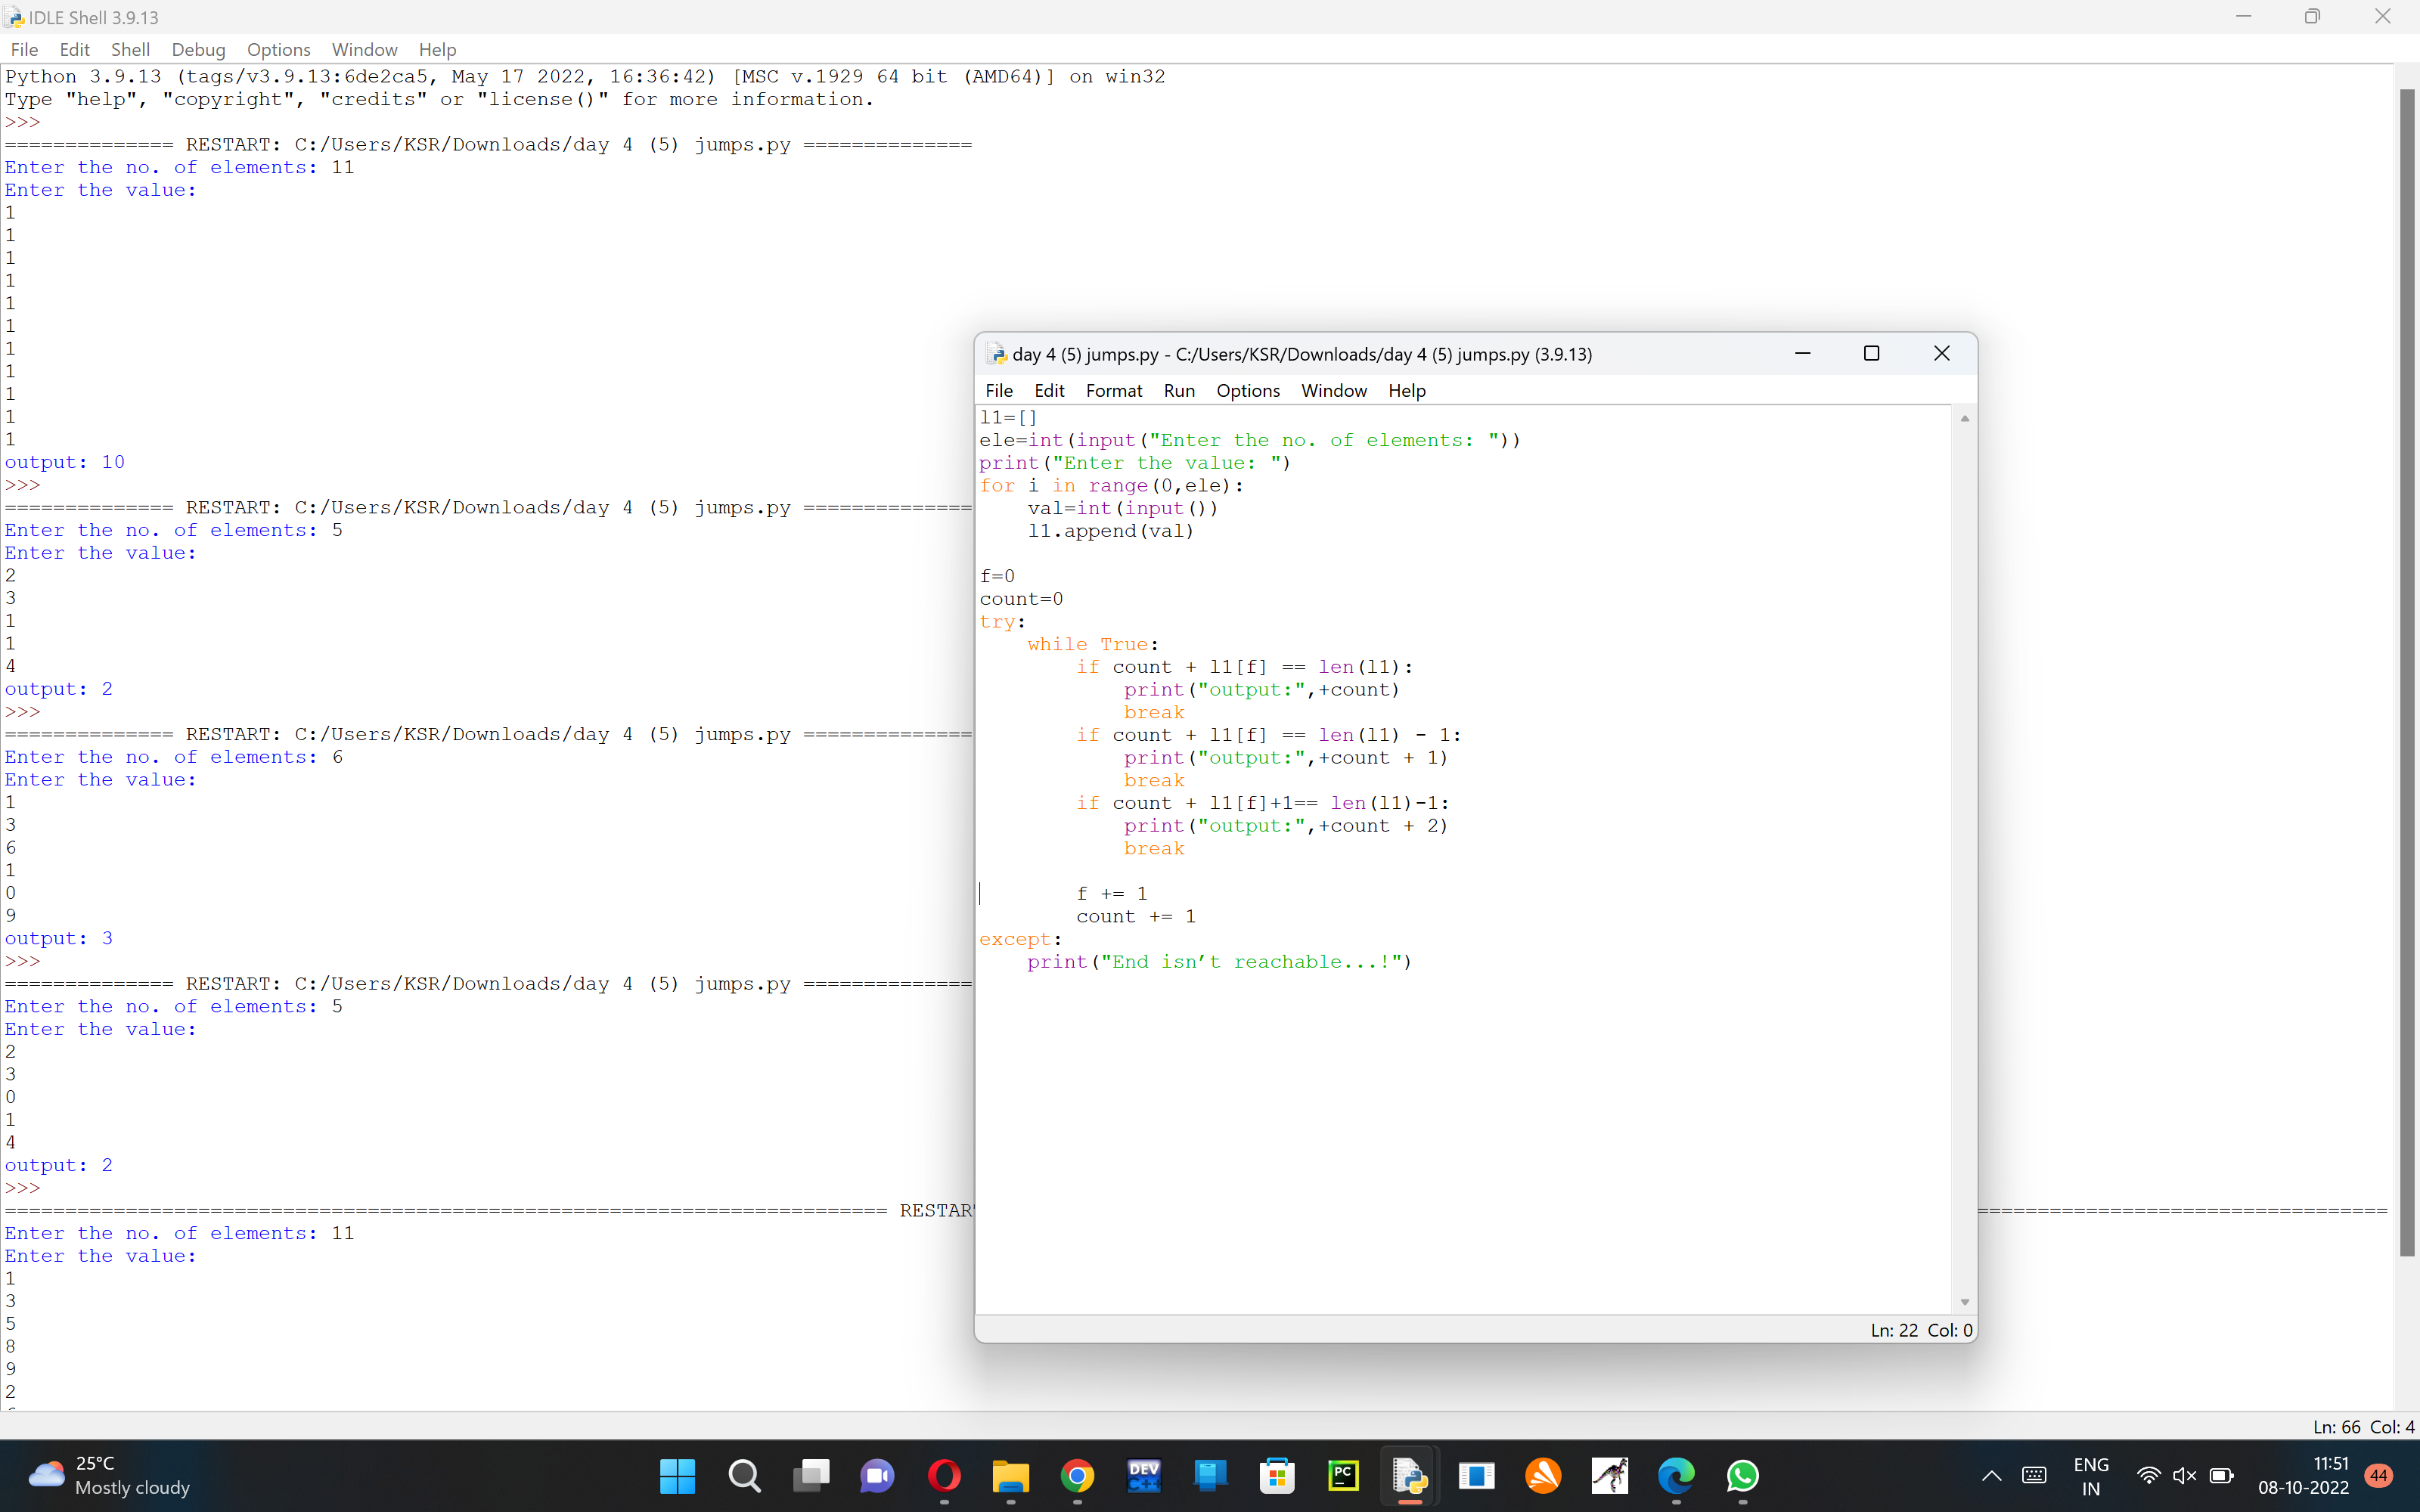 IDLE Shell 3.9.13
File Edit Shell Debug Options Window Help
Python 3.9.13 (tags/v3.9.13:6de2ca5, May 17 2022, 16:36:42) [MSC v.1929 64 bit (AMD64)] on win32
Type "help", "copyright", "credits" or "license()" for more information.
>>>
============== RESTART: C:/Users/KSR/Downloads/day 4 (5) jumps.py ==============
Enter the no. of elements: 11
Enter the value:
1
1
1
1
1
1
1
1
1
1
1
output: 10
>>>
============== RESTART: C:/Users/KSR/Downloads/day 4 (5) jumps.py ==============
Enter the no. of elements: 5
Enter the value:
2
3
1
1
4
output: 2
>>>
============== RESTART: C:/Users/KSR/Downloads/day 4 (5) jumps.py ==============
Enter the no. of elements: 6
Enter the value:
1
3
6
1
0
9
output: 3
>>>
============== RESTART: C:/Users/KSR/Downloads/day 4 (5) jumps.py ==============
Enter the no. of elements: 5
Enter the value:
2
3
0
1
4
output: 2
>>>
========================================================================= RESTAR ==================================
Enter the no. of elements: 11
Enter the value:
1
3
5
8
9
2
Ln: 66 Col: 4
day 4 (5) jumps.py - C:/Users/KSR/Downloads/day 4 (5) jumps.py (3.9.13)
File Edit Format Run Options Window Help
l1=[]
ele=int(input("Enter the no. of elements: "))
print("Enter the value: ")
for i in range(0,ele):
    val=int(input())
    l1.append(val)

f=0
count=0
try:
    while True:
        if count + l1[f] == len(l1):
            print("output:",+count)
            break
        if count + l1[f] == len(l1) - 1:
            print("output:",+count + 1)
            break
        if count + l1[f]+1== len(l1)-1:
            print("output:",+count + 2)
            break

        f += 1
        count += 1
except:
    print("End isn’t reachable...!")
Ln: 22 Col: 0
25°C
Mostly cloudy
DEV
C++
PC
ENG
IN
11:51
08-10-2022
44